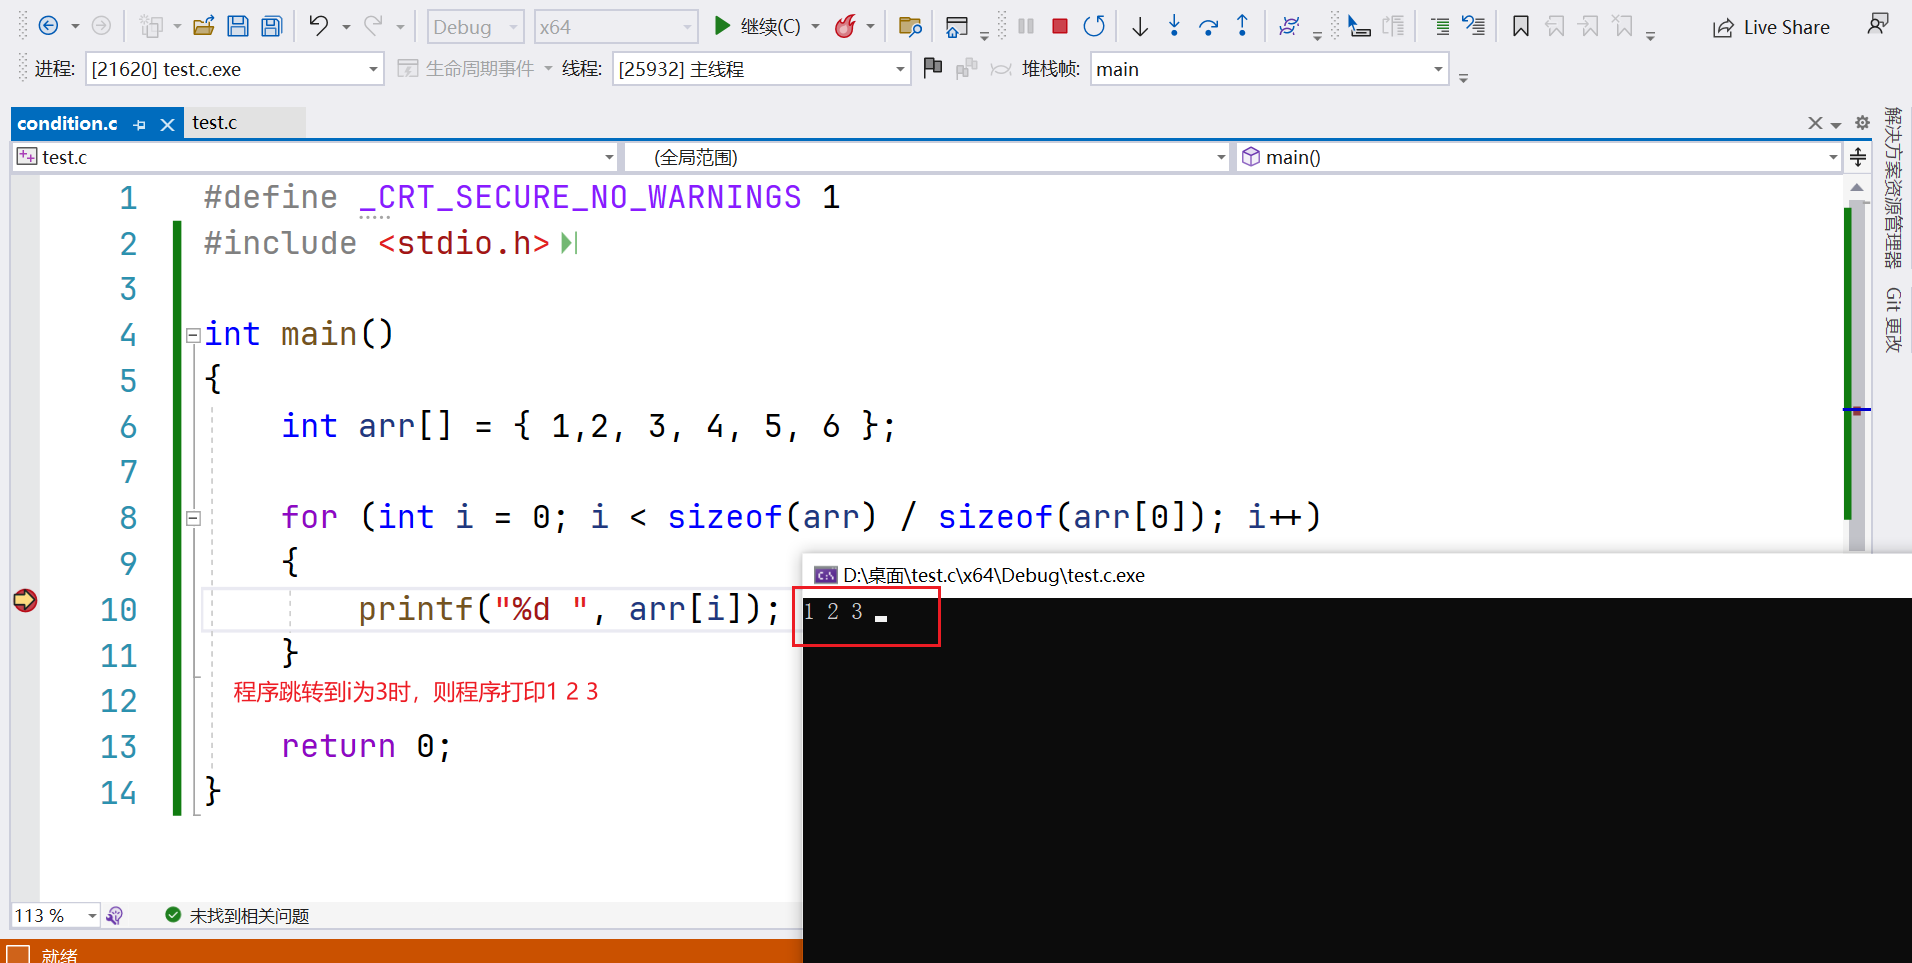 Debug x64 继续(C) Live Share
进程: [21620] test.c.exe 生命周期事件 线程: [25932] 主线程 堆栈帧: main
condition.c test.c
test.c (全局范围) main()
1 #define _CRT_SECURE_NO_WARNINGS 1
2 #include <stdio.h>
3
4 int main()
5 {
6 int arr[] = { 1,2, 3, 4, 5, 6 };
7
8 for (int i = 0; i < sizeof(arr) / sizeof(arr[0]); i++)
9 {
10 printf("%d ", arr[i]);
11 }
12 程序跳转到i为3时，则程序打印1 2 3
13 return 0;
14 }
D:\桌面\test.c\x64\Debug\test.c.exe
1 2 3
解决方案资源管理器
Git 更改
113 % 未找到相关问题
就绪